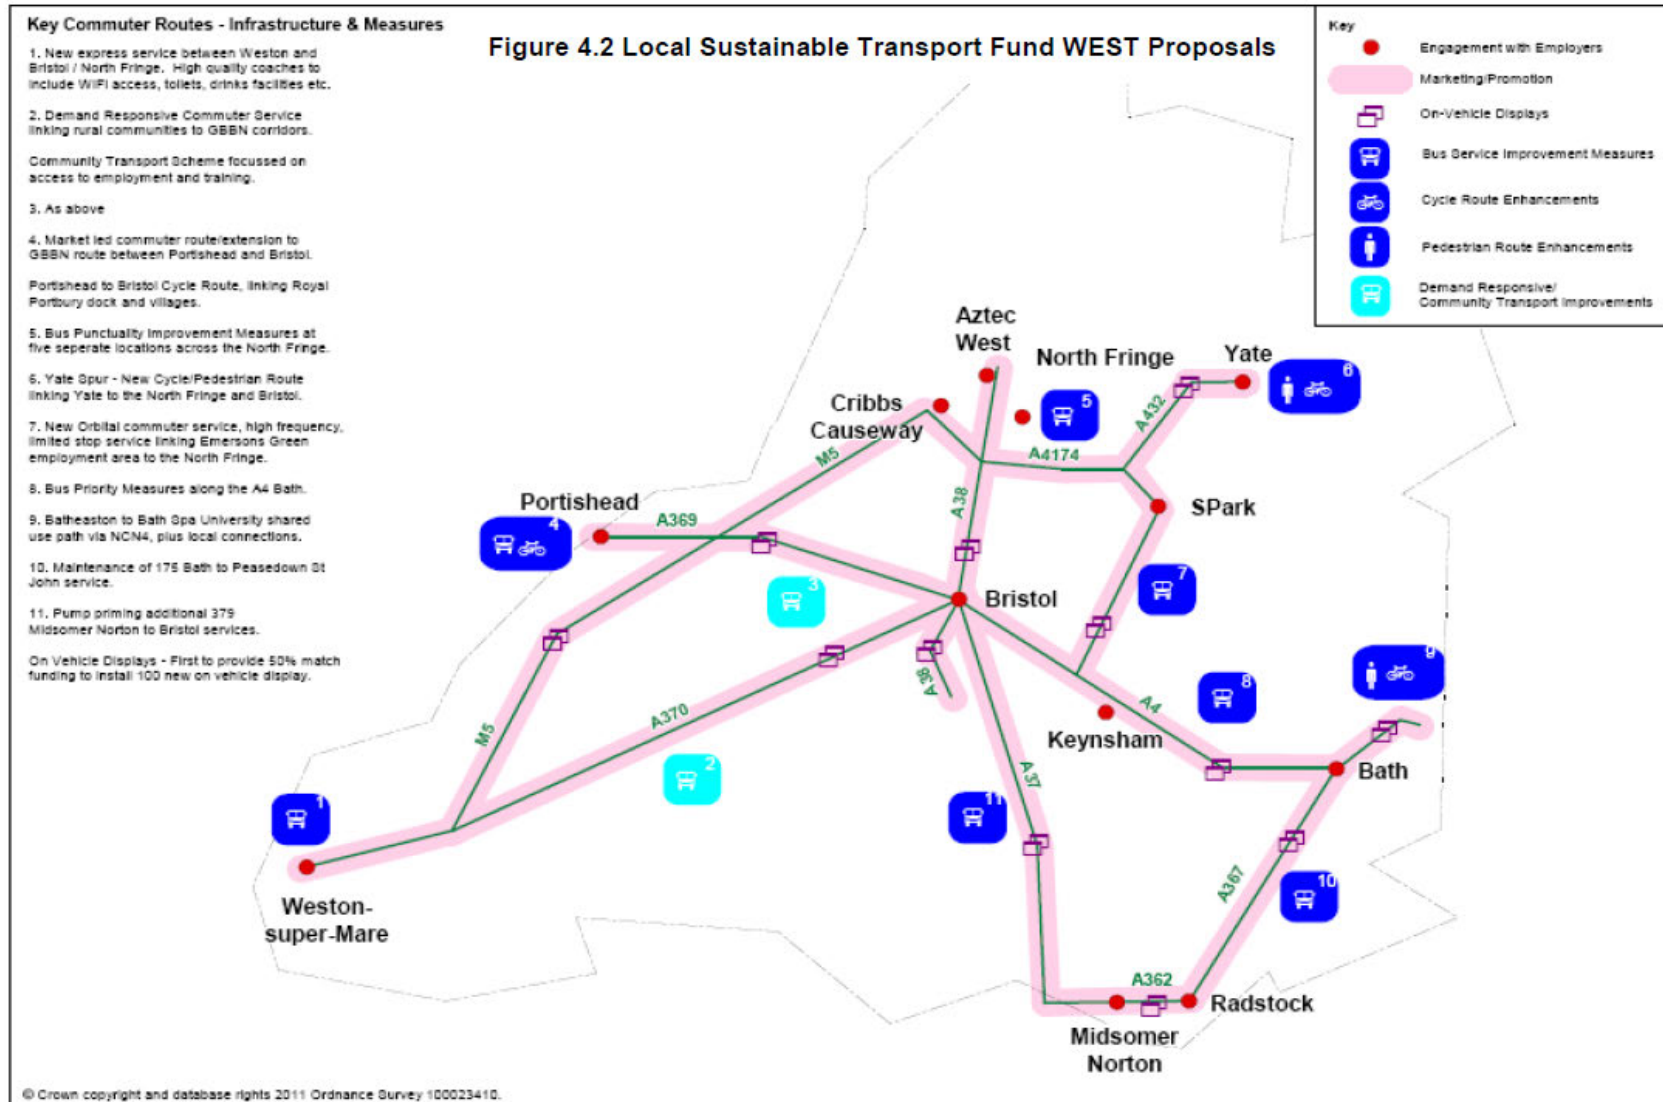 Key Commuter Routes - Infrastructure & Measures
1. New express service between Weston and
Bristol / North Fringe. High quality coaches to
include WiFi access, toilets, drinks facilities etc.
2. Demand Responsive Commuter Service
linking rural communities to GBBN corridors.
Community Transport Scheme focussed on
access to employment and training.
3. As above
4. Market led commuter route/extension to
GBBN route between Portishead and Bristol.
Portishead to Bristol Cycle Route, linking Royal
Portbury dock and villages.
5. Bus Punctuality Improvement Measures at
five seperate locations across the North Fringe.
6. Yate Spur - New Cycle/Pedestrian Route
linking Yate to the North Fringe and Bristol.
7. New Orbital commuter service, high frequency,
limited stop service linking Emersons Green
employment area to the North Fringe.
8. Bus Priority Measures along the A4 Bath.
9. Batheaston to Bath Spa University shared
use path via NCN4, plus local connections.
10. Maintenance of 175 Bath to Peasedown St
John service.
11. Pump priming additional 379
Midsomer Norton to Bristol services.
On Vehicle Displays - First to provide 50% match
funding to install 100 new on vehicle display.
Figure 4.2 Local Sustainable Transport Fund WEST Proposals
Key
Engagement with Employers
Marketing/Promotion
On-Vehicle Displays
Bus Service Improvement Measures
Cycle Route Enhancements
Pedestrian Route Enhancements
Demand Responsive/
Community Transport Improvements
Aztec
West
North Fringe
Yate
6
Cribbs
Causeway
5
A432
M5
A4174
Portishead
A38
SPark
4
A369
3
Bristol
7
9
A38
8
A4
M5
A370
Keynsham
2
A37
Bath
1
11
A367
10
Weston-
super-Mare
A362
Radstock
Midsomer
Norton
© Crown copyright and database rights 2011 Ordnance Survey 100023410.